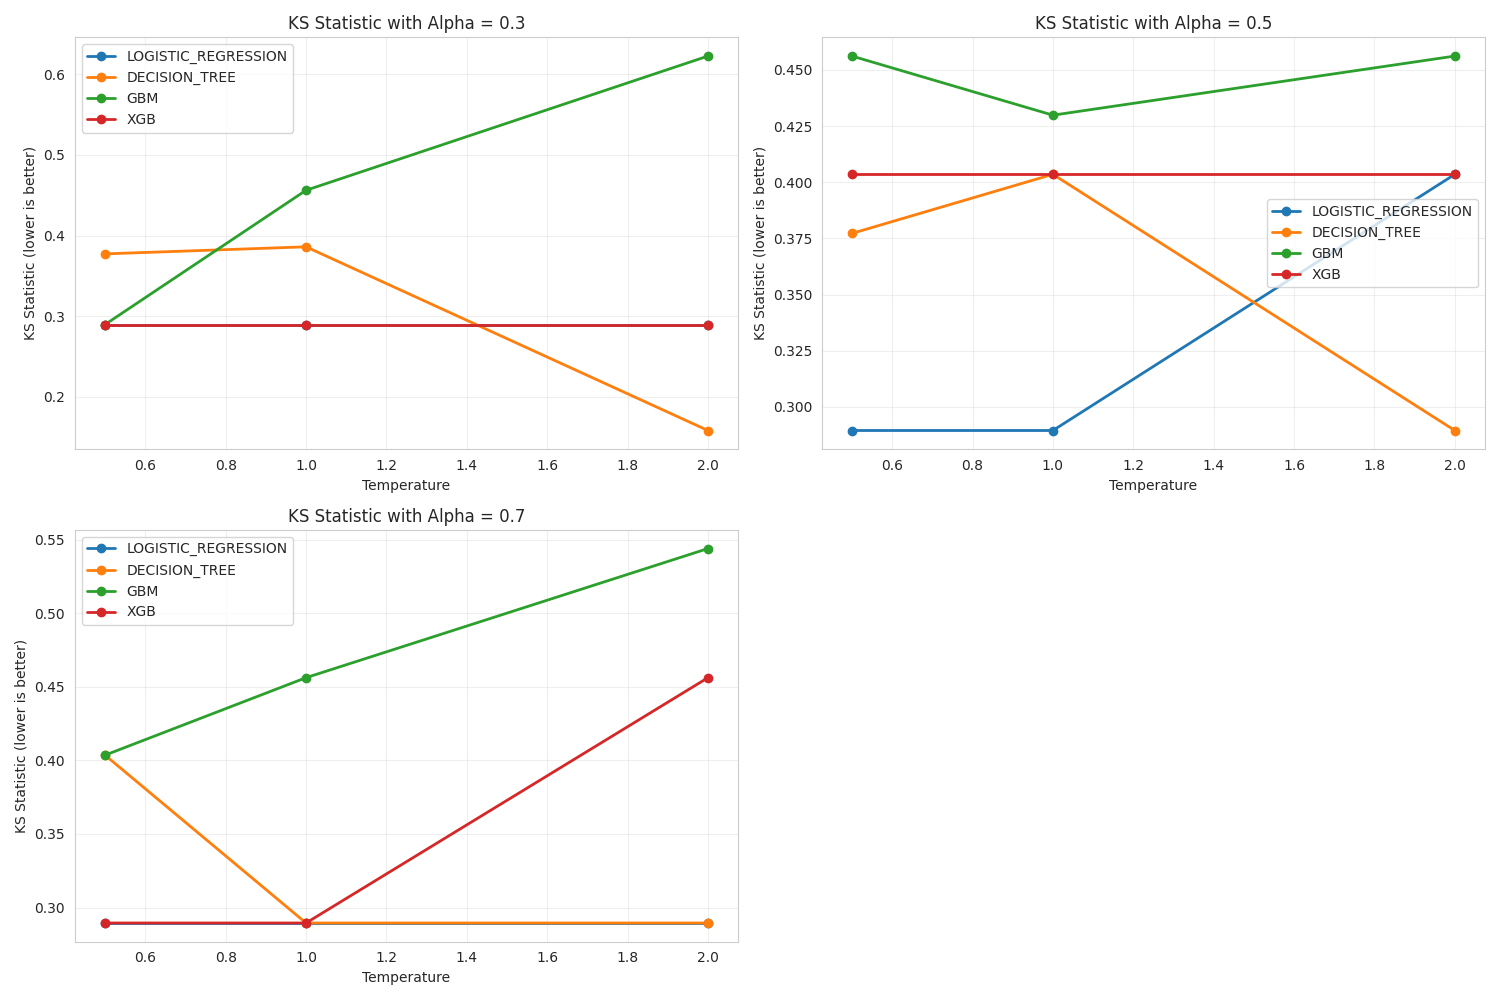 KS Statistic with Alpha = 0.3
KS Statistic (lower is better)
0.6
0.5
0.4
0.3
0.2
LOGISTIC_REGRESSION
DECISION_TREE
GBM
XGB
0.6 0.8 1.0 1.2 1.4 1.6 1.8 2.0
Temperature
KS Statistic with Alpha = 0.5
KS Statistic (lower is better)
0.450
0.425
0.400
0.375
0.350
0.325
0.300
LOGISTIC_REGRESSION
DECISION_TREE
GBM
XGB
0.6 0.8 1.0 1.2 1.4 1.6 1.8 2.0
Temperature
KS Statistic with Alpha = 0.7
KS Statistic (lower is better)
0.55
0.50
0.45
0.40
0.35
0.30
LOGISTIC_REGRESSION
DECISION_TREE
GBM
XGB
0.6 0.8 1.0 1.2 1.4 1.6 1.8 2.0
Temperature